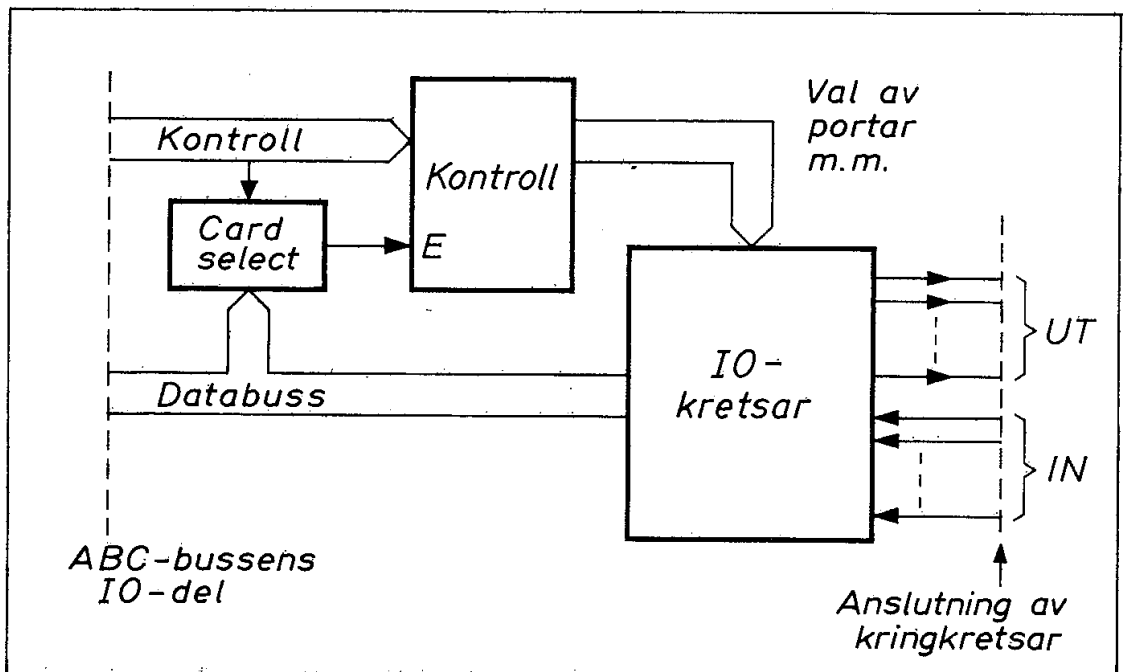 Kontroll
Card
select
Kontroll
E
Val av
portar
m.m.
Databuss
IO-
kretsar
UT
IN
ABC-bussens
IO-del
Anslutning av
kringkretsar